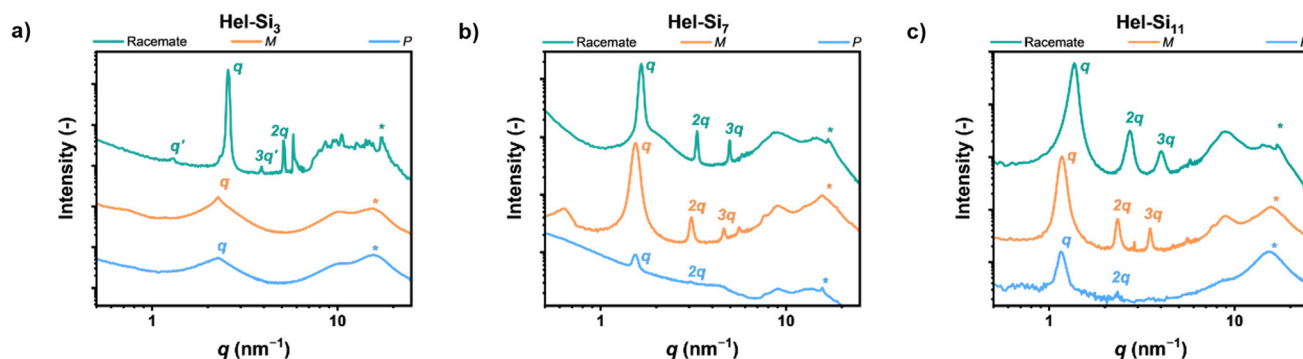 a)
Hel-Si₃
Racemate M P
Intensity (-)
q
q'
3q'
2q
*
q
*
q
*
1 10
q (nm⁻¹)
b)
Hel-Si₇
Racemate M P
Intensity (-)
q
2q
3q
*
q
2q
3q
*
q
2q
*
1 10
q (nm⁻¹)
c)
Hel-Si₁₁
Racemate M
Intensity (-)
q
2q
3q
*
q
2q
3q
*
q
2q
*
1 10
q (nm⁻¹)